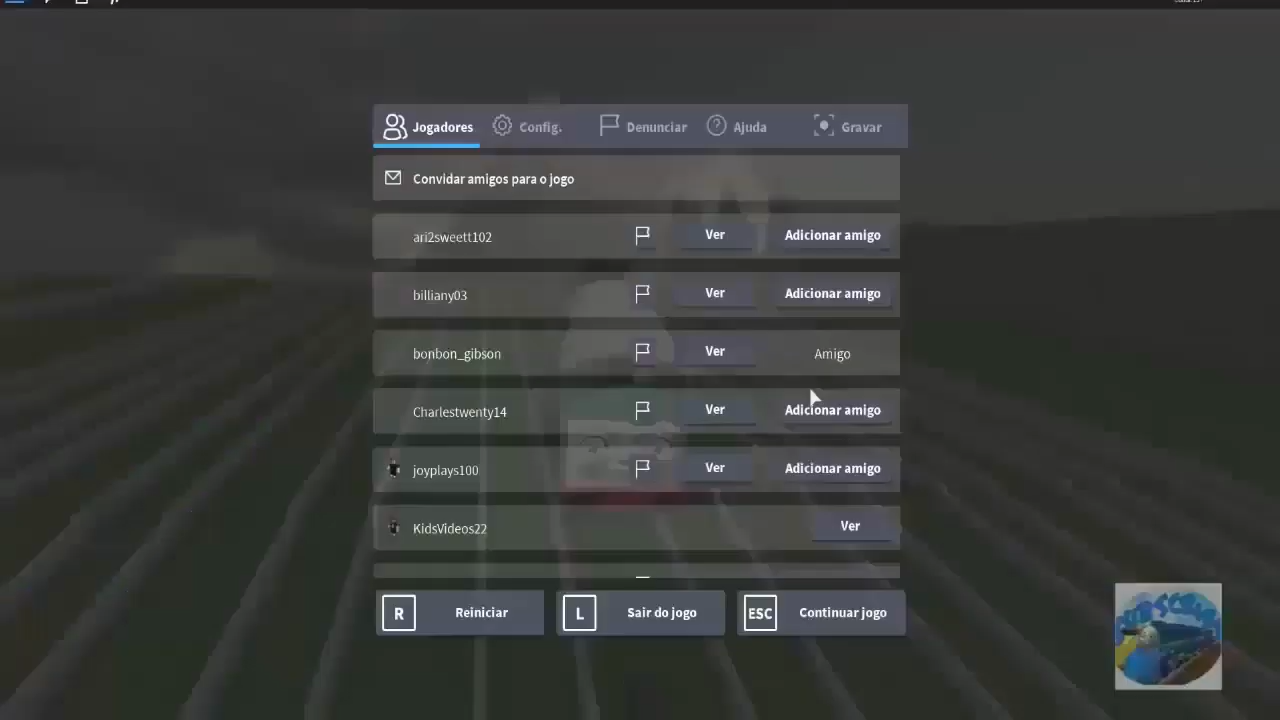 Jogadores Config. Denunciar Ajuda Gravar
Convidar amigos para o jogo
ari2sweett102 Ver Adicionar amigo
billiany03 Ver Adicionar amigo
bonbon_gibson Ver Amigo
Charlestwenty14 Ver Adicionar amigo
joyplays100 Ver Adicionar amigo
KidsVideos22 Ver
R Reiniciar L Sair do jogo ESC Continuar jogo